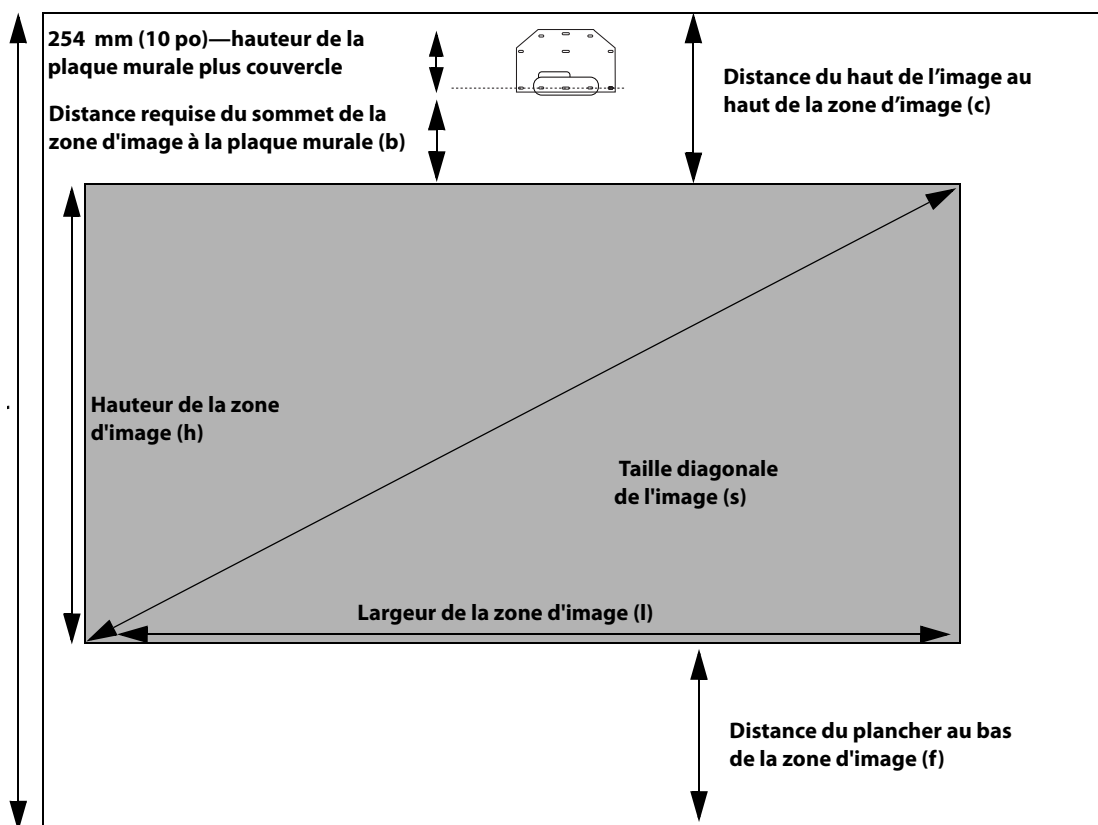 254 mm (10 po)—hauteur de la
plaque murale plus couvercle
Distance requise du sommet de la
zone d'image à la plaque murale (b)
Distance du haut de l’image au
haut de la zone d’image (c)
Hauteur de la zone
d'image (h)
Taille diagonale
de l'image (s)
Largeur de la zone d'image (l)
Distance du plancher au bas
de la zone d'image (f)